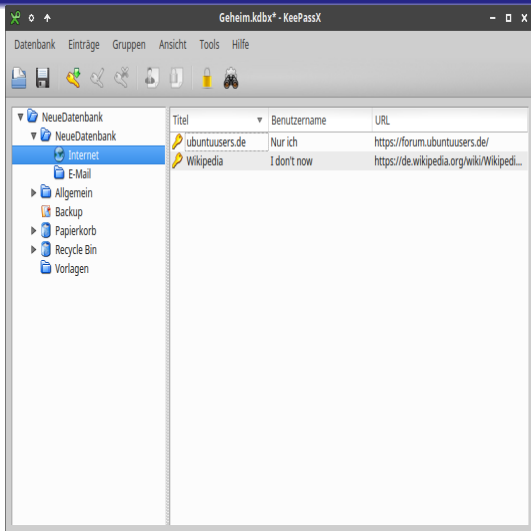 Geheim.kdbx* - KeePassX
Datenbank Einträge Gruppen Ansicht Tools Hilfe
NeueDatenbank
NeueDatenbank
Internet
E-Mail
Allgemein
Backup
Papierkorb
Recycle Bin
Vorlagen
Titel Benutzername URL
ubuntuusers.de Nur ich https://forum.ubuntuusers.de/
Wikipedia I don't now https://de.wikipedia.org/wiki/Wikipedi...